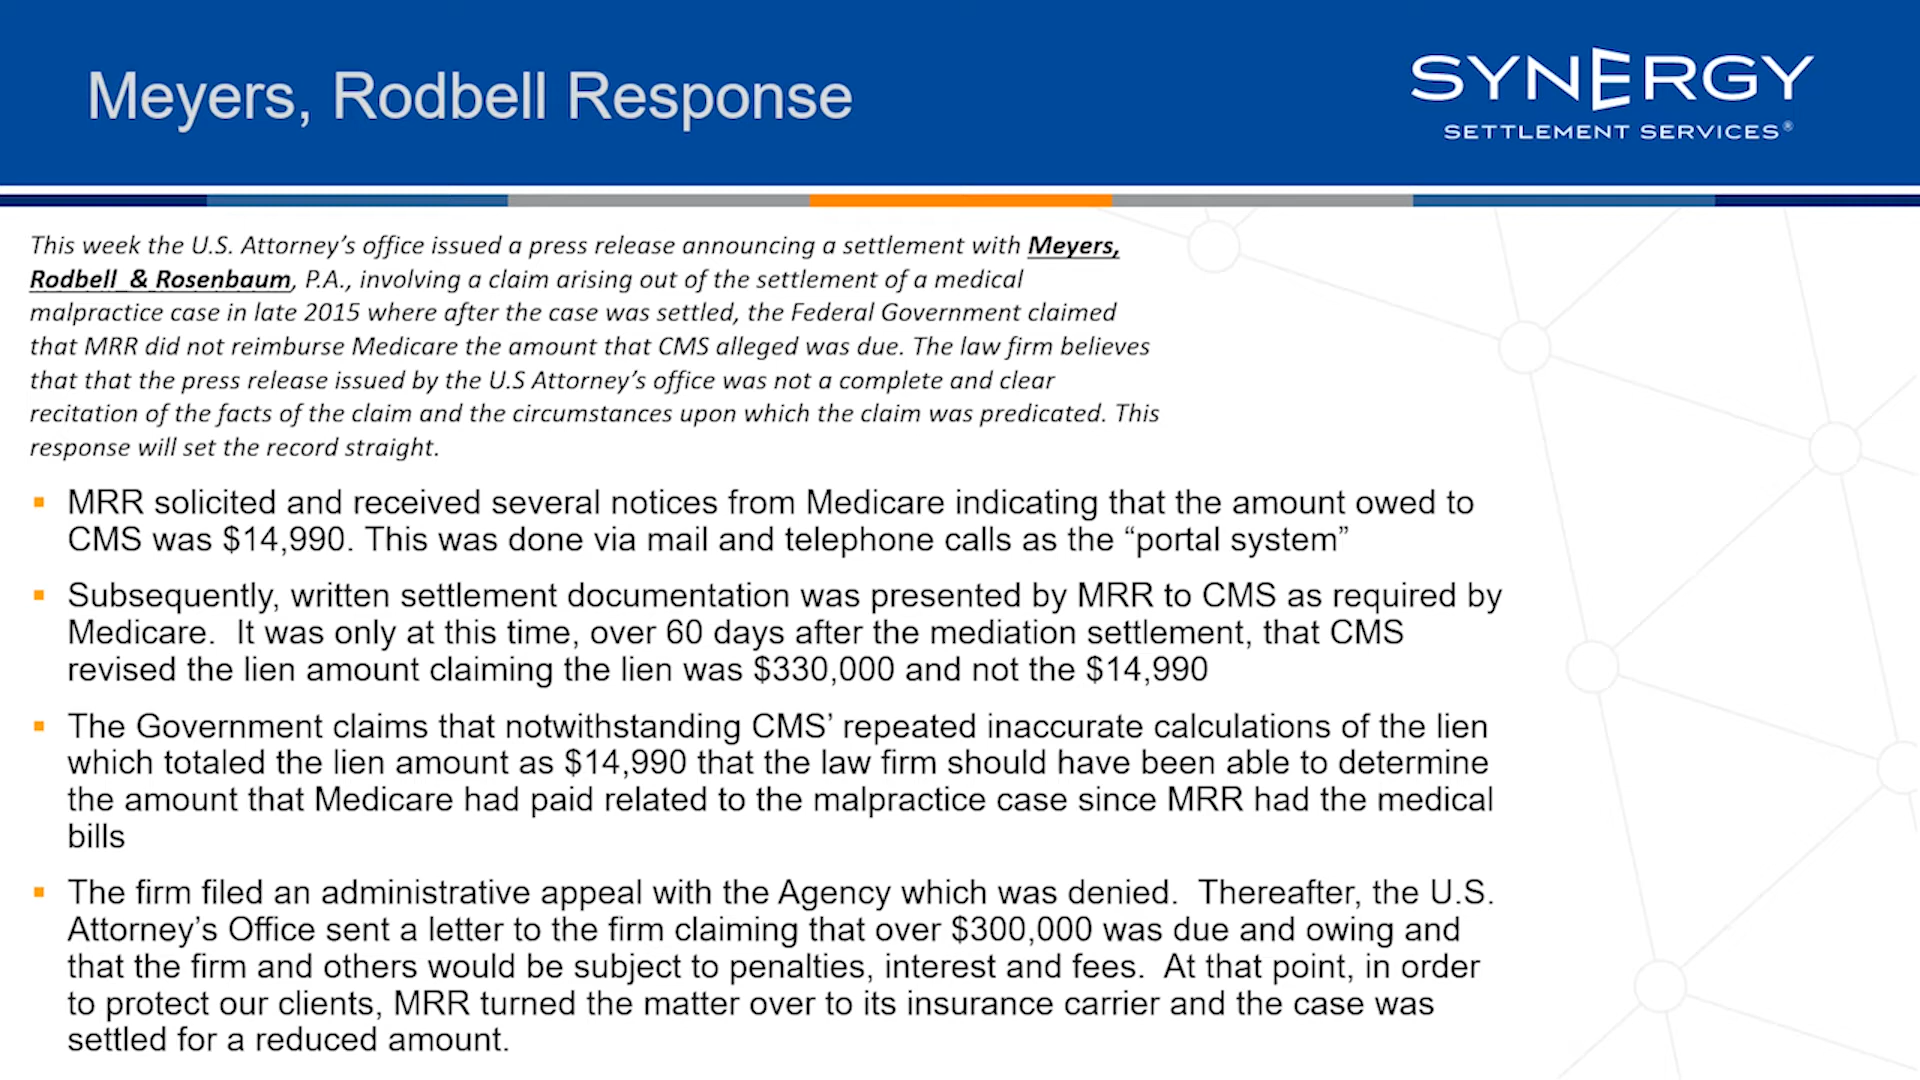 Meyers, Rodbell Response
SYNERGY
SETTLEMENT SERVICES®
This week the U.S. Attorney’s office issued a press release announcing a settlement with Meyers,
Rodbell & Rosenbaum, P.A., involving a claim arising out of the settlement of a medical
malpractice case in late 2015 where after the case was settled, the Federal Government claimed
that MRR did not reimburse Medicare the amount that CMS alleged was due. The law firm believes
that that the press release issued by the U.S Attorney’s office was not a complete and clear
recitation of the facts of the claim and the circumstances upon which the claim was predicated. This
response will set the record straight.
▪ MRR solicited and received several notices from Medicare indicating that the amount owed to
CMS was $14,990. This was done via mail and telephone calls as the “portal system”
▪ Subsequently, written settlement documentation was presented by MRR to CMS as required by
Medicare. It was only at this time, over 60 days after the mediation settlement, that CMS
revised the lien amount claiming the lien was $330,000 and not the $14,990
▪ The Government claims that notwithstanding CMS’ repeated inaccurate calculations of the lien
which totaled the lien amount as $14,990 that the law firm should have been able to determine
the amount that Medicare had paid related to the malpractice case since MRR had the medical
bills
▪ The firm filed an administrative appeal with the Agency which was denied. Thereafter, the U.S.
Attorney’s Office sent a letter to the firm claiming that over $300,000 was due and owing and
that the firm and others would be subject to penalties, interest and fees. At that point, in order
to protect our clients, MRR turned the matter over to its insurance carrier and the case was
settled for a reduced amount.